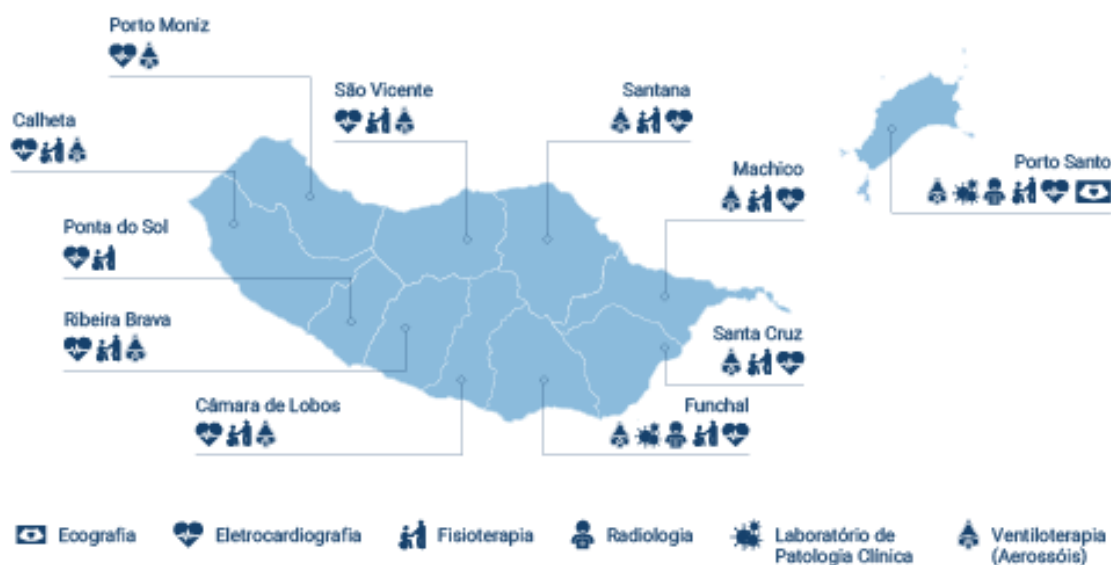 Porto Moniz
São Vicente
Santana
Calheta
Porto Santo
Machico
Ponta do Sol
Ribeira Brava
Santa Cruz
Câmara de Lobos
Funchal
Ecografia
Eletrocardiografia
Fisioterapia
Radiologia
Laboratório de
Patologia Clínica
Ventiloterapia
(Aerossóis)